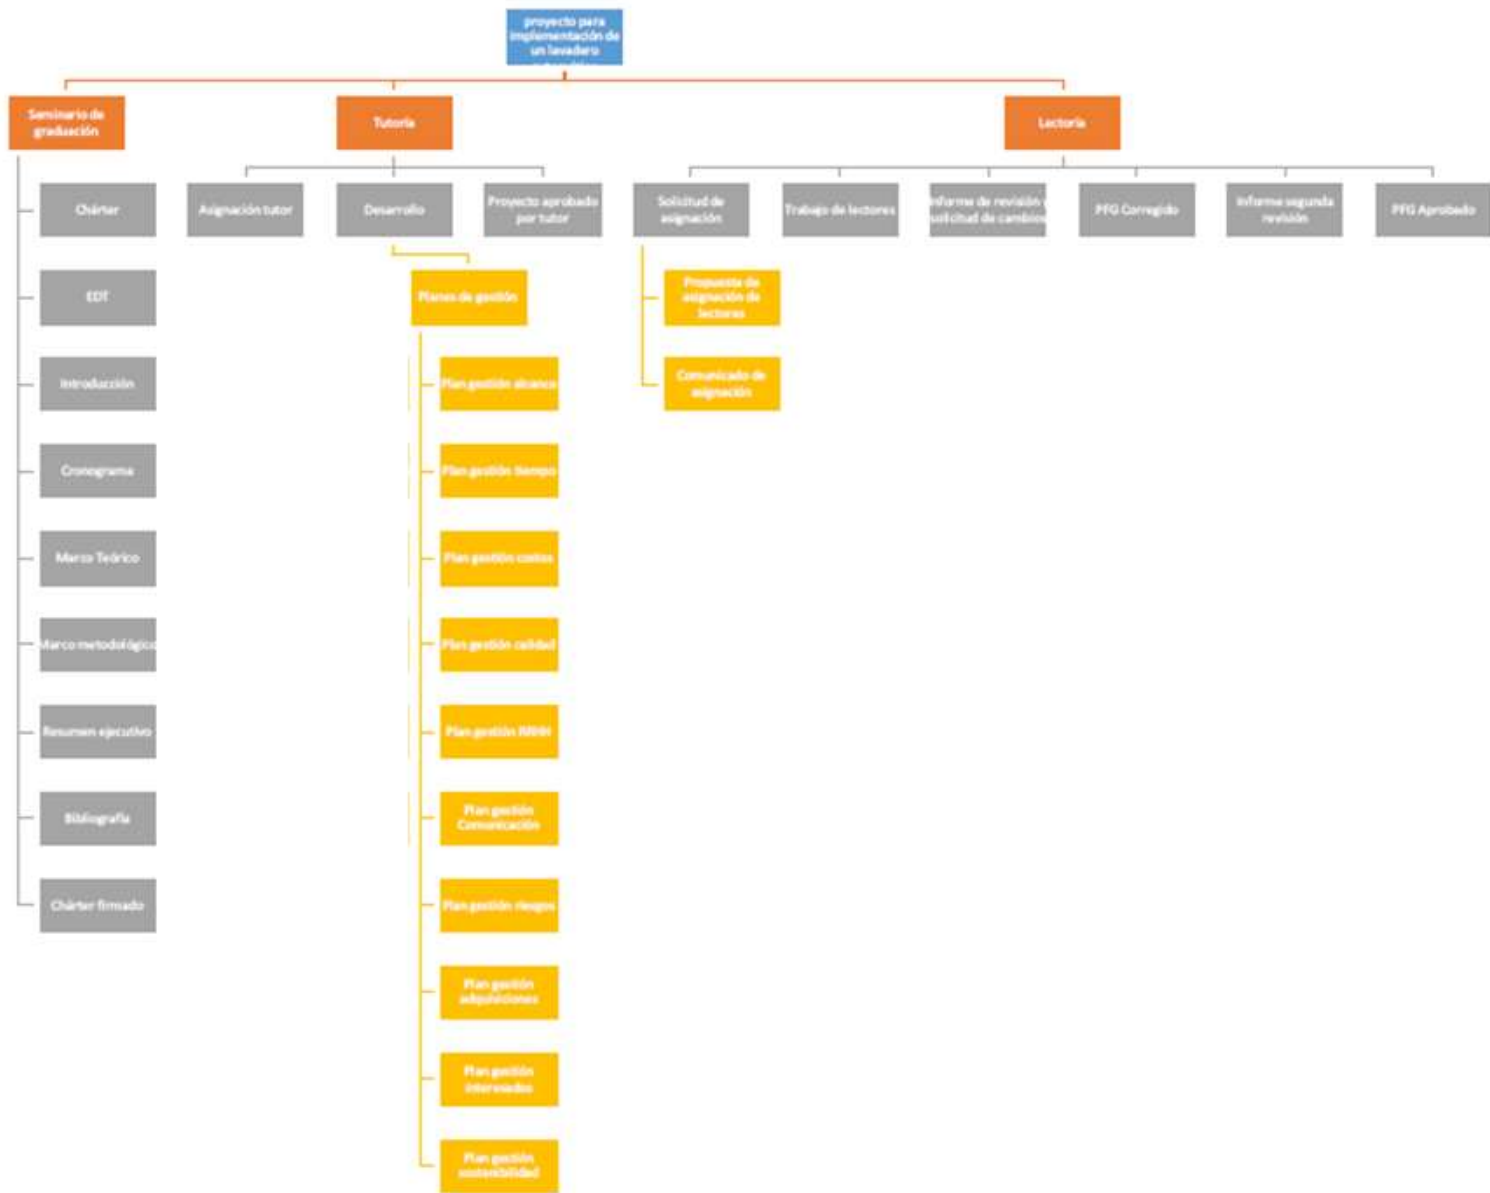 proyecto para
implementación de
un lavadero
Seminario de
graduación
Tutoría
Lectoría
Chárter
Asignación tutor
Desarrollo
Proyecto aprobado
por tutor
Solicitud de
asignación
Trabajo de lectores
Informe de revisión
solicitud de cambios
PFG Corregido
Informe segunda
revisión
PFG Aprobado
EDT
Planes de gestión
Propuesta de
asignación de
lectores
Introducción
Plan gestión alcance
Comunicado de
asignación
Cronograma
Plan gestión tiempo
Marco Teórico
Plan gestión costos
Marco metodológico
Plan gestión calidad
Resumen ejecutivo
Plan gestión RRHH
Bibliografía
Plan gestión
Comunicación
Chárter firmado
Plan gestión riesgos
Plan gestión
adquisiciones
Plan gestión
interesados
Plan gestión
sostenibilidad